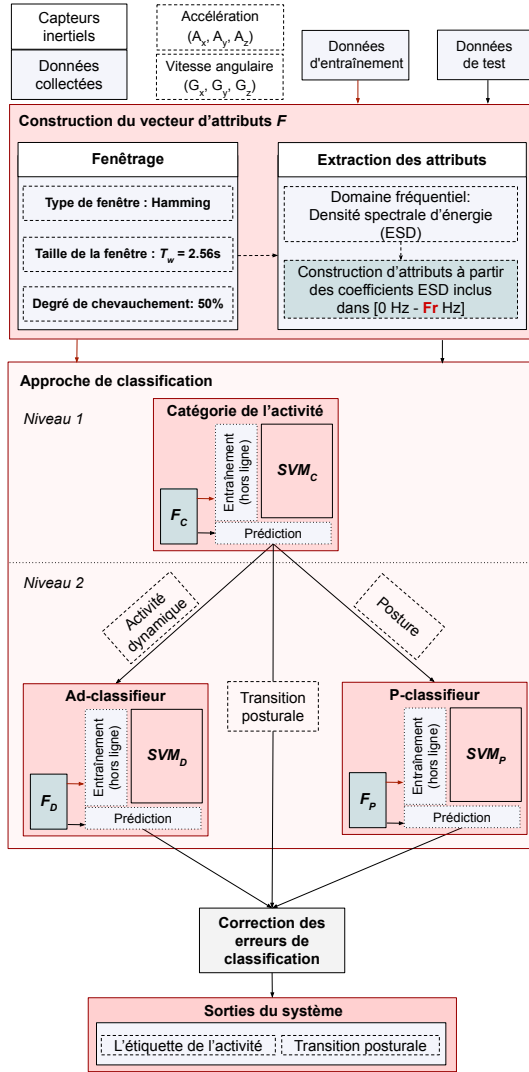 Capteurs
inertiels
Données
collectées
Accélération
(Ax, Ay, Az)
Vitesse angulaire
(Gx, Gy, Gz)
Données
d'entraînement
Données
de test
Construction du vecteur d'attributs F
Fenêtrage
Type de fenêtre : Hamming
Taille de la fenêtre : Tw = 2.56s
Degré de chevauchement: 50%
Extraction des attributs
Domaine fréquentiel:
Densité spectrale d'énergie
(ESD)
Construction d'attributs à partir
des coefficients ESD inclus
dans [0 Hz - Fr Hz]
Approche de classification
Niveau 1
Catégorie de l'activité
Entraînement
(hors ligne)
SVMC
FC
Prédiction
Niveau 2
Activité
dynamique
Posture
Transition
posturale
Ad-classifieur
Entraînement
(hors ligne)
SVMD
FD
Prédiction
P-classifieur
Entraînement
(hors ligne)
SVMP
FP
Prédiction
Correction des
erreurs de
classification
Sorties du système
L'étiquette de l'activité
Transition posturale